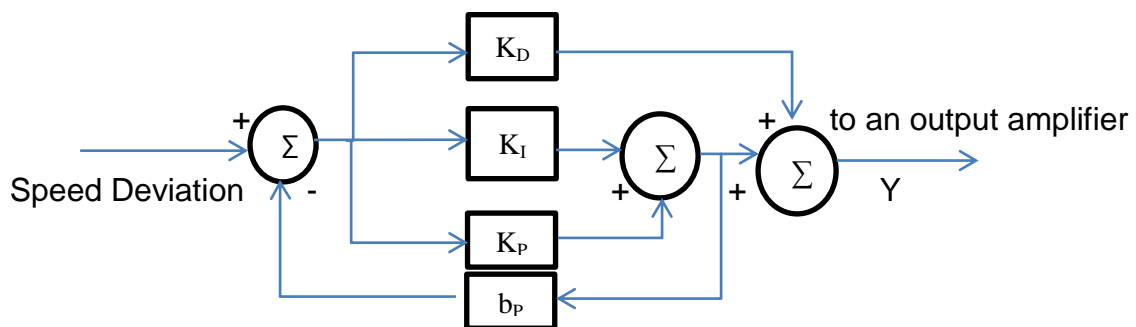 K_D
+
+
to an output amplifier
Σ
K_I
Σ
Σ
Speed Deviation
-
+
+
Y
K_P
b_P